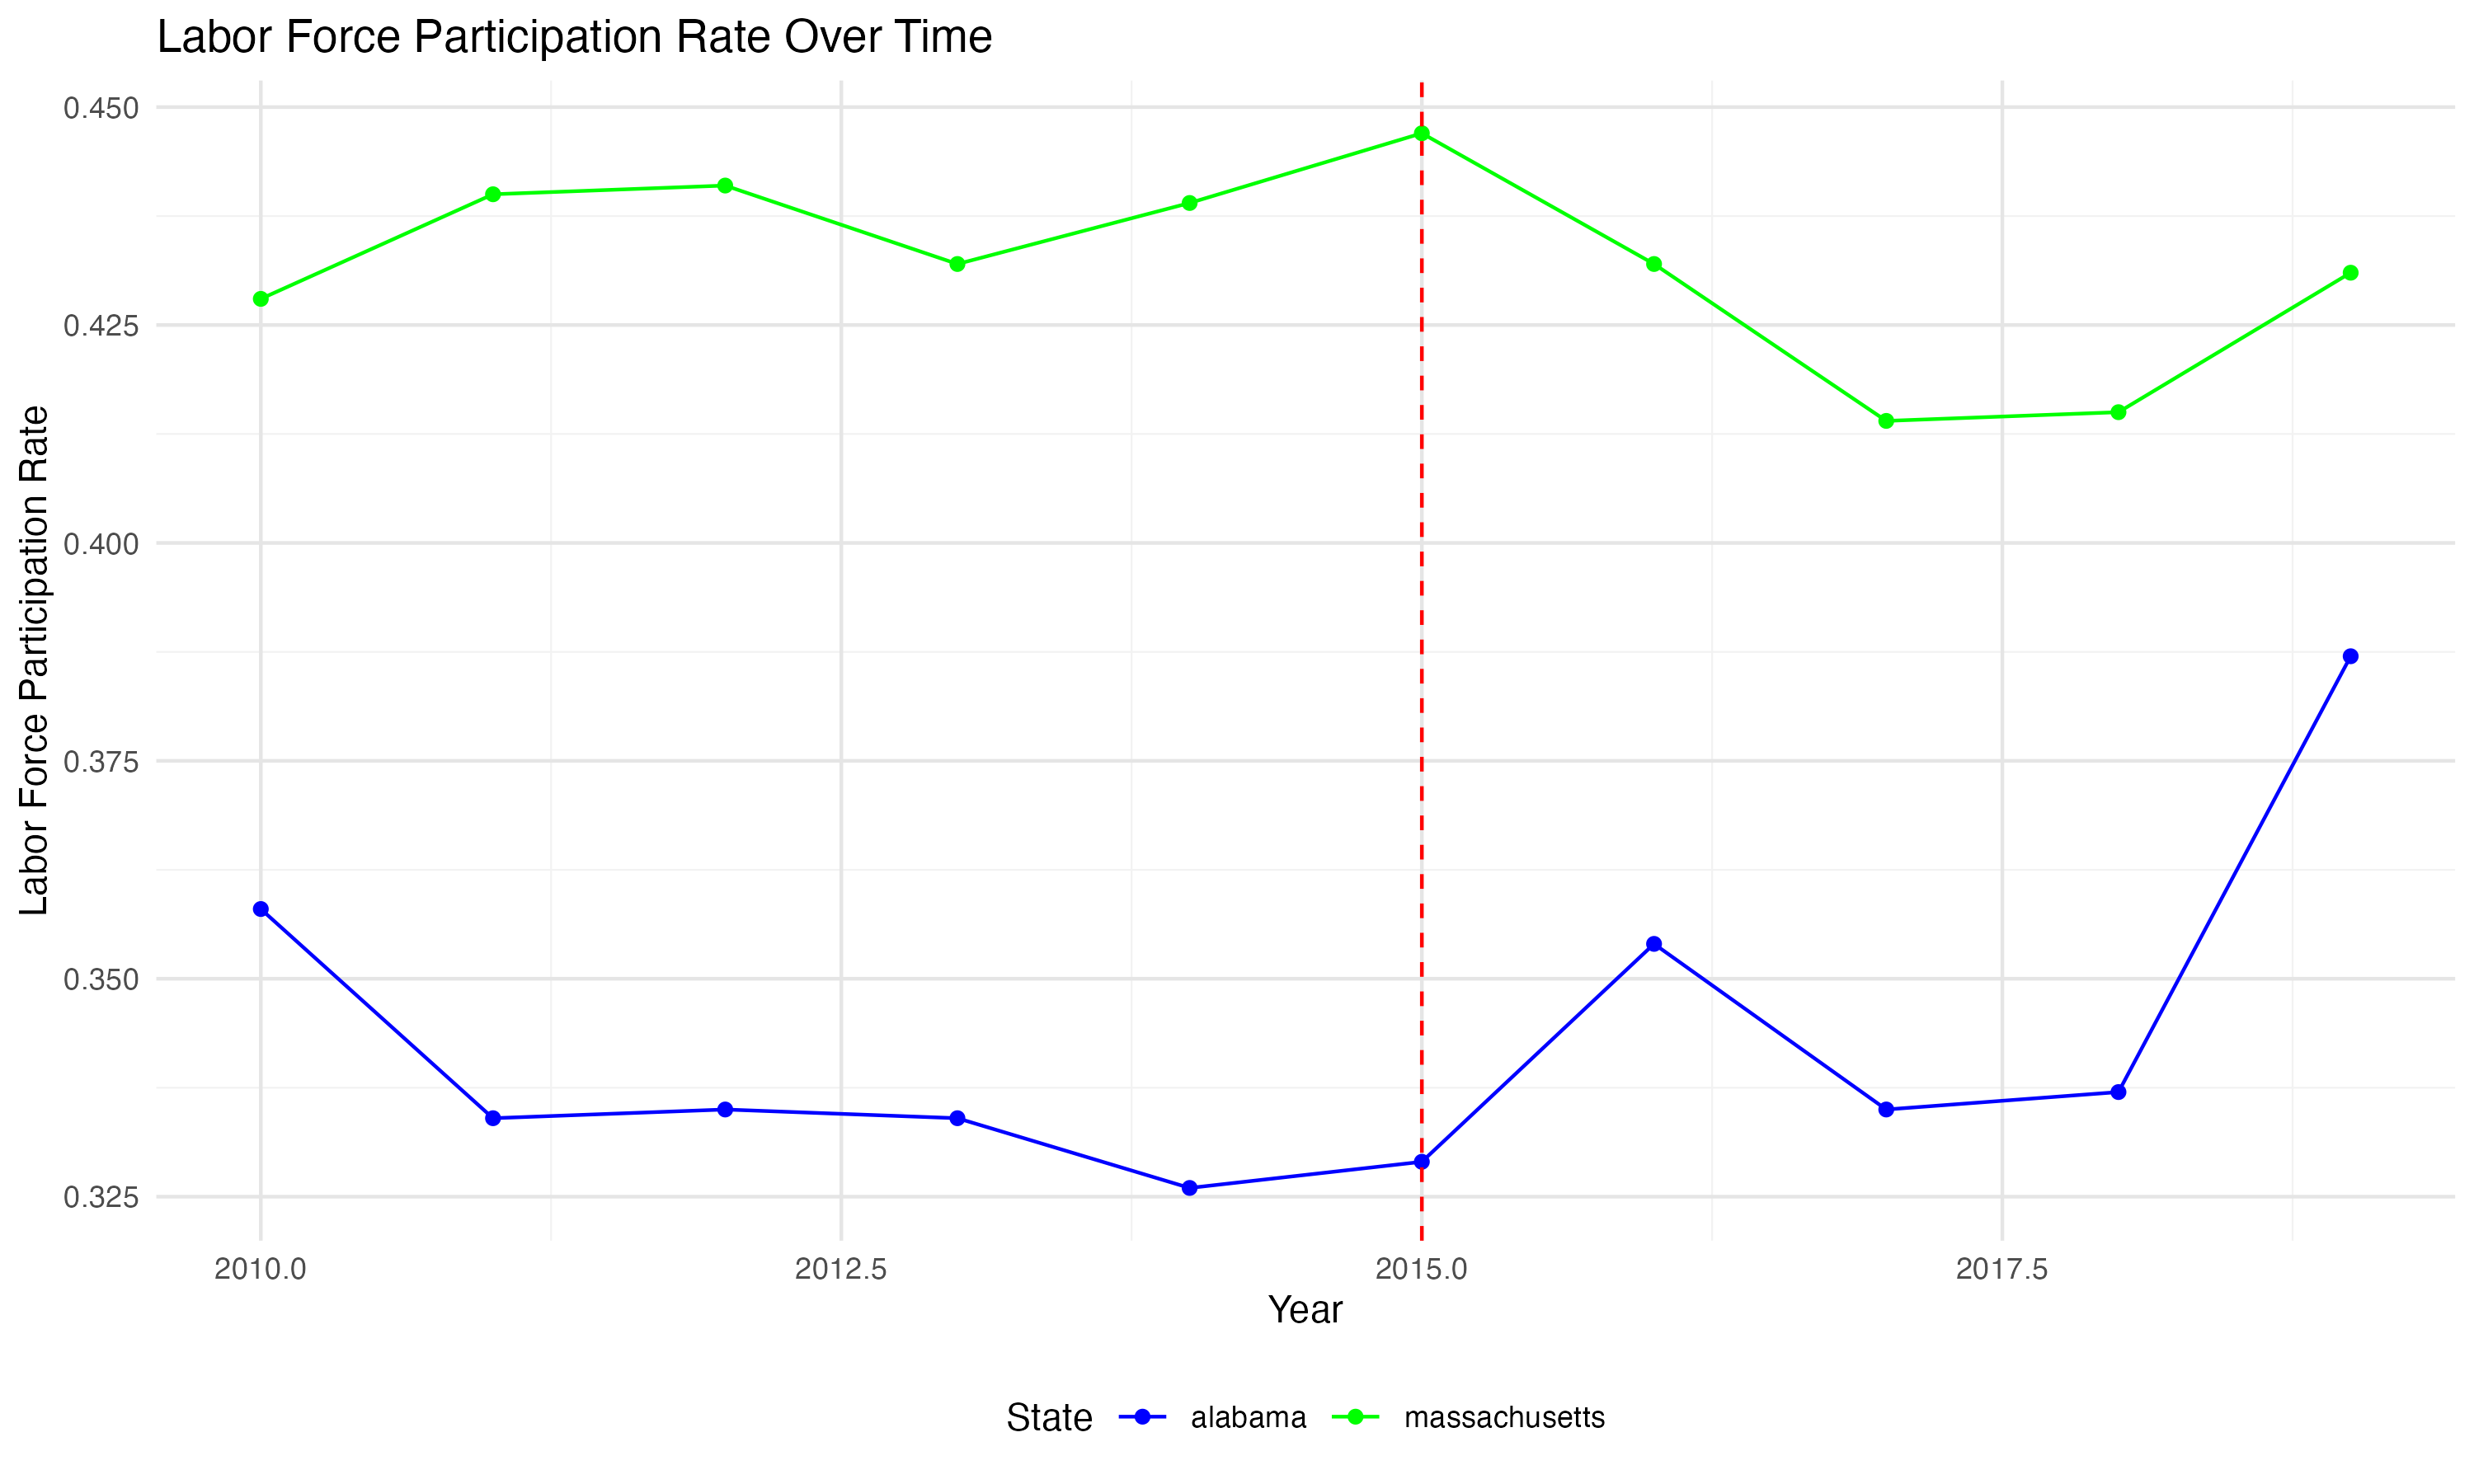 Labor Force Participation Rate Over Time
Labor Force Participation Rate
0.450
0.425
0.400
0.375
0.350
0.325
2010.0 2012.5 2015.0 2017.5
Year
State alabama massachusetts